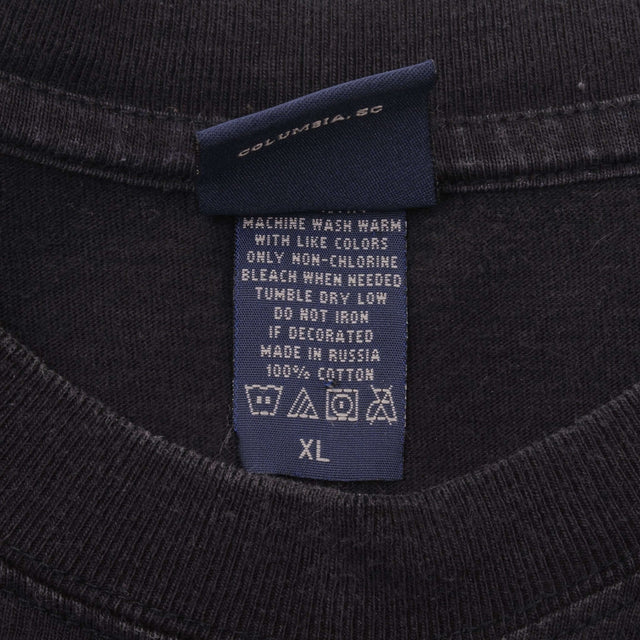 COLUMBIA, SC
MACHINE WASH WARM
WITH LIKE COLORS
ONLY NON-CHLORINE
BLEACH WHEN NEEDED
TUMBLE DRY LOW
DO NOT IRON
IF DECORATED
MADE IN RUSSIA
100% COTTON
XL